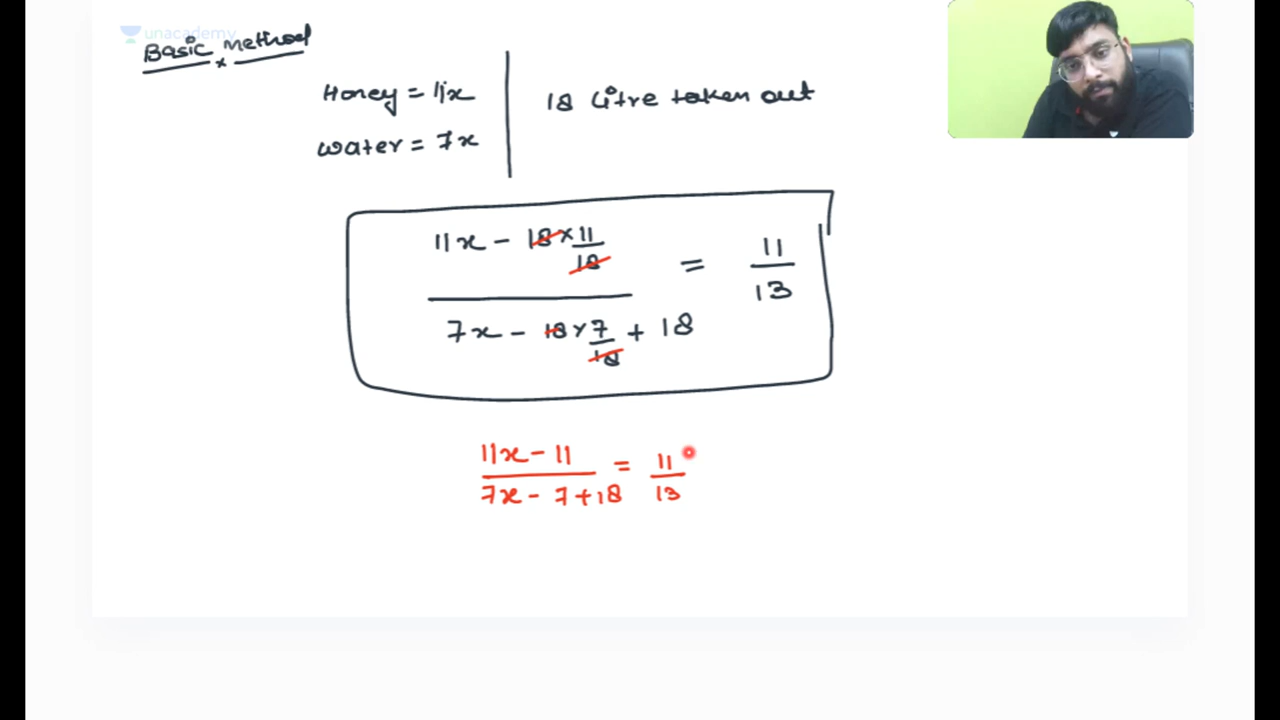 unacademy
Basic method
Honey = 11x
Water = 7x
18 Litre taken out
11x - 18 × 11/18
= 11/13
7x - 18 × 7/18 + 18
11x - 11
= 11/13
7x - 7 + 18